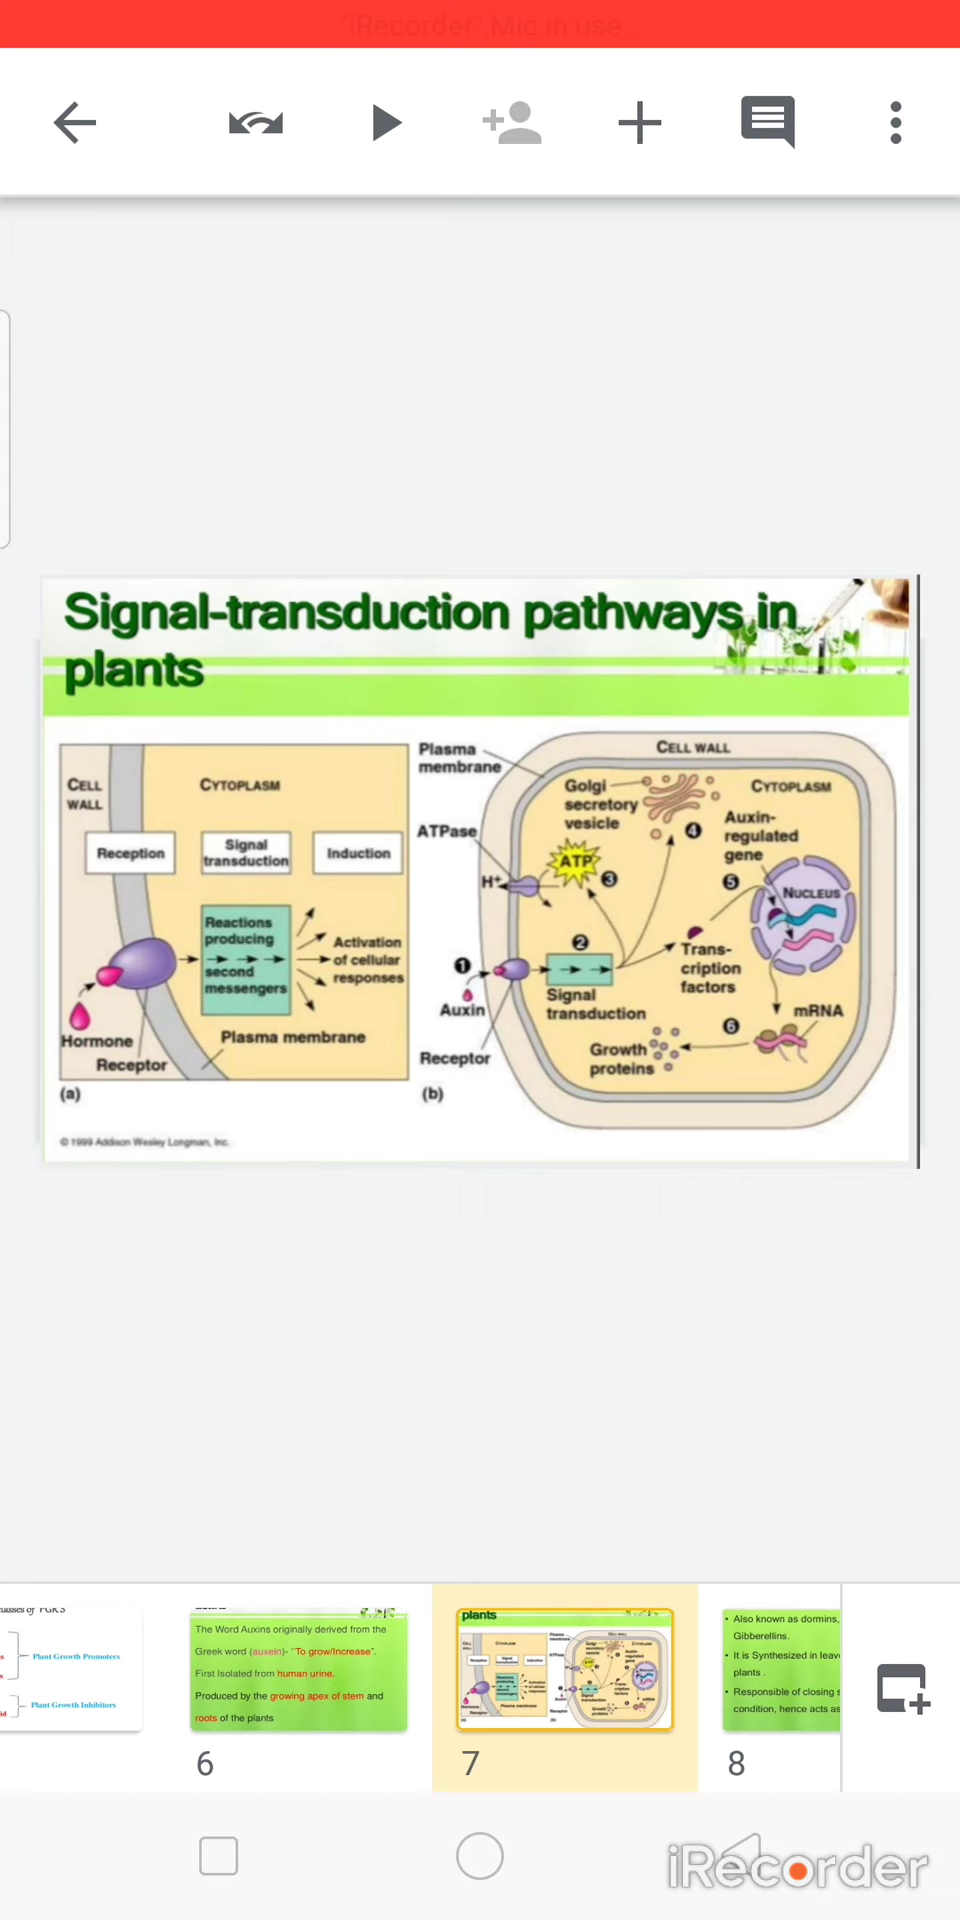 "iRecorder",Mic in use
Signal-transduction pathways in
plants
CELL
WALL
CYTOPLASM
Reception
Signal
transduction
Induction
Reactions
producing
second
messengers
Activation
of cellular
responses
Hormone
Receptor
Plasma membrane
(a)
© 1999 Addison Wesley Longman, Inc.
Plasma
membrane
CELL WALL
Golgi
secretory
vesicle
CYTOPLASM
ATPase
Auxin-
regulated
gene
4
ATP
3
H+
5
NUCLEUS
2
1
Trans-
cription
factors
Auxin
Signal
transduction
mRNA
6
Receptor
Growth
proteins
(b)
Plant Growth Promoters
Plant Growth Inhibitors
The Word Auxins originally derived from the
Greek word (auxein)- "To grow/Increase".
First Isolated from human urine.
Produced by the growing apex of stem and
roots of the plants
6
plants
7
• Also known as dormins,
Gibberellins.
• It is Synthesized in leav
plants .
• Responsible of closing s
condition, hence acts as
8
iRecorder